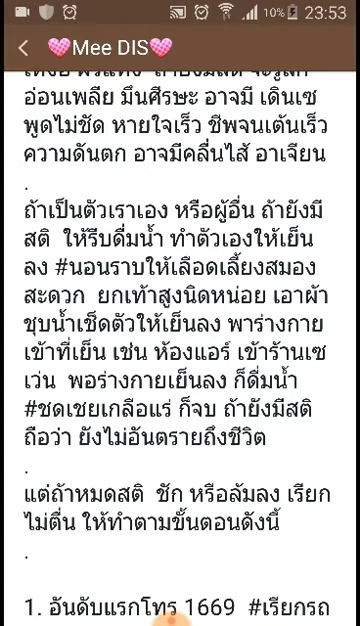 10% 23:53
Mee DIS
อ่อนเพลีย มึนศีรษะ อาจมี เดินเซ
พูดไม่ชัด หายใจเร็ว ชีพจนเต้นเร็ว
ความดันตก อาจมีคลื่นไส้ อาเจียน
.
ถ้าเป็นตัวเราเอง หรือผู้อื่น ถ้ายังมี
สติ ให้รีบดื่มน้ำ ทำตัวเองให้เย็น
ลง #นอนราบให้เลือดเลี้ยงสมอง
สะดวก ยกเท้าสูงนิดหน่อย เอาผ้า
ชุบน้ำเช็ดตัวให้เย็นลง พาร่างกาย
เข้าที่เย็น เช่น ห้องแอร์ เข้าร้านเซ
เว่น พอร่างกายเย็นลง ก็ดื่มน้ำ
#ชดเชยเกลือแร่ ก็จบ ถ้ายังมีสติ
ถือว่า ยังไม่อันตรายถึงชีวิต
.
แต่ถ้าหมดสติ ชัก หรือล้มลง เรียก
ไม่ตื่น ให้ทำตามขั้นตอนดังนี้
.
1. อันดับแรกโทร 1669 #เรียกรถ